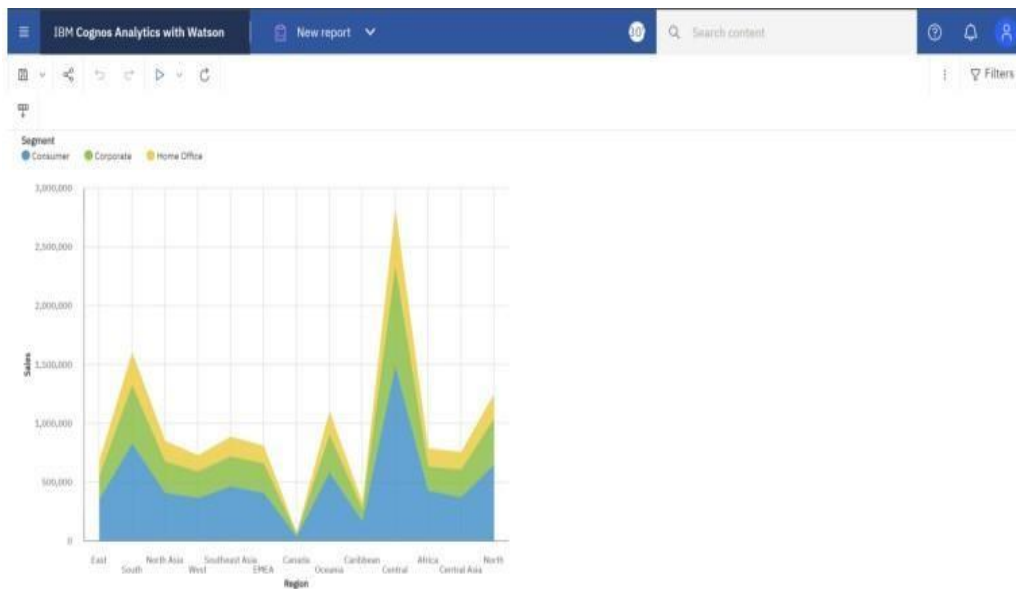 IBM Cognos Analytics with Watson
New report
Search content
Filters
Segment
Consumer Corporate Home Office
3,000,000
2,500,000
2,000,000
1,500,000
1,000,000
500,000
0
Sales
East North Asia Southeast Asia Canada Caribbean Africa North
South West EMEA Oceania Central Central Asia
Region